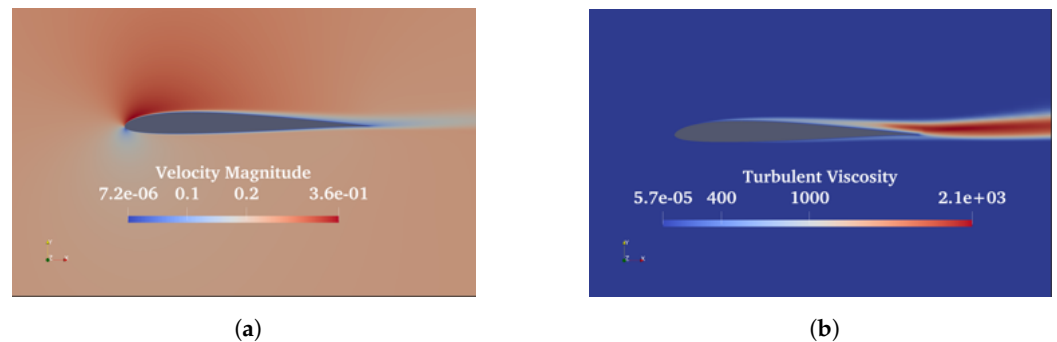 Velocity Magnitude
7.2e-06 0.1 0.2 3.6e-01
Turbulent Viscosity
5.7e-05 400 1000 2.1e+03
(a)
(b)